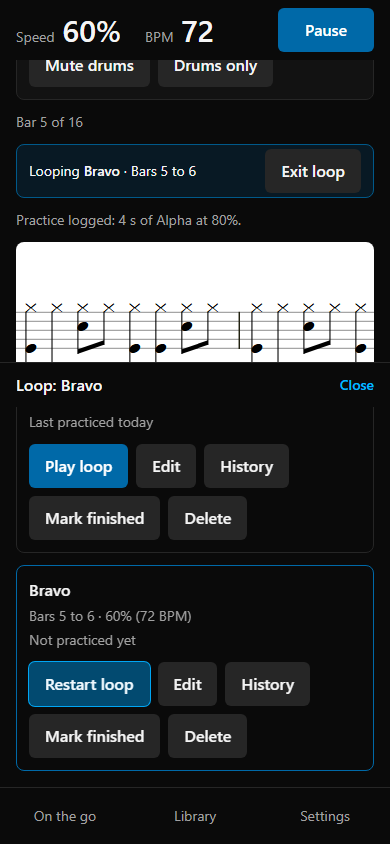 Speed 60% BPM 72 Pause
Mute drums Drums only
Bar 5 of 16
Looping Bravo · Bars 5 to 6 Exit loop
Practice logged: 4 s of Alpha at 80%.
Loop: Bravo Close
Last practiced today
Play loop Edit History
Mark finished Delete
Bravo
Bars 5 to 6 · 60% (72 BPM)
Not practiced yet
Restart loop Edit History
Mark finished Delete
On the go Library Settings